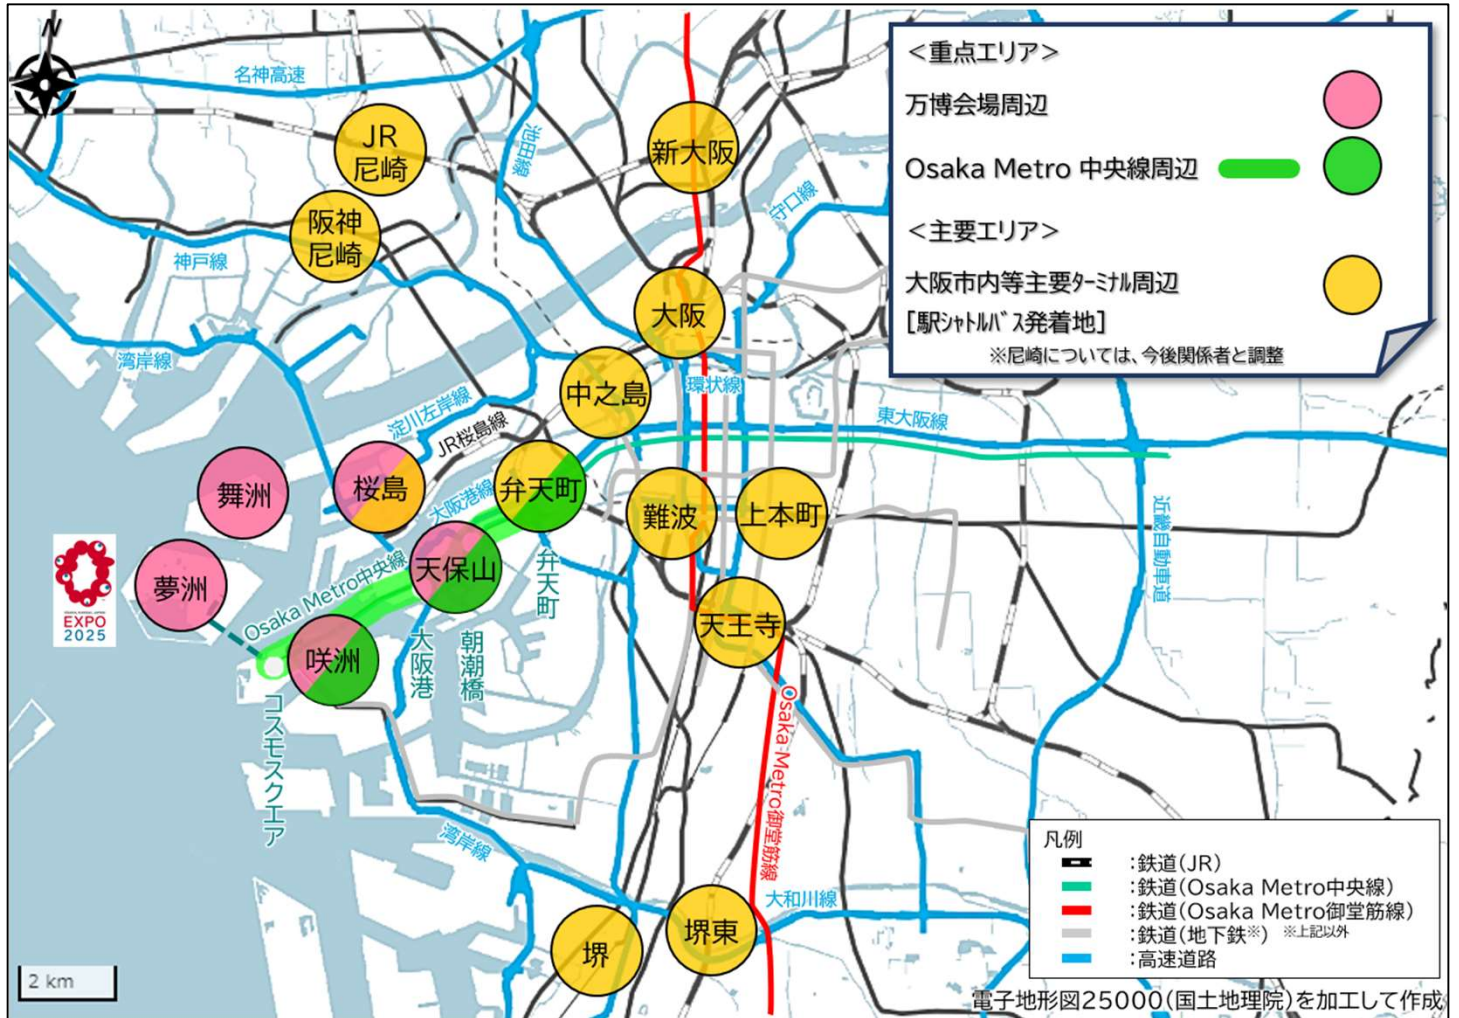 N
名神高速
池田線
JR
尼崎
新大阪
守口線
阪神
尼崎
神戸線
湾岸線
大阪
環状線
中之島
東大阪線
淀川左岸線
JR桜島線
舞洲
桜島
大阪港線
弁天町
難波
上本町
近畿自動車道
夢洲
EXPO
2025
Osaka Metro中央線
天保山
弁天町
咲洲
大阪港
朝潮橋
天王寺
コスモスクエア
Osaka Metro御堂筋線
湾岸線
大和川線
堺
堺東
2 km
<重点エリア>
万博会場周辺
Osaka Metro 中央線周辺
<主要エリア>
大阪市内等主要ターミナル周辺
[駅シャトルバス発着地]
※尼崎については、今後関係者と調整
凡例
:鉄道(JR)
:鉄道(Osaka Metro中央線)
:鉄道(Osaka Metro御堂筋線)
:鉄道(地下鉄※) ※上記以外
:高速道路
電子地形図25000(国土地理院)を加工して作成